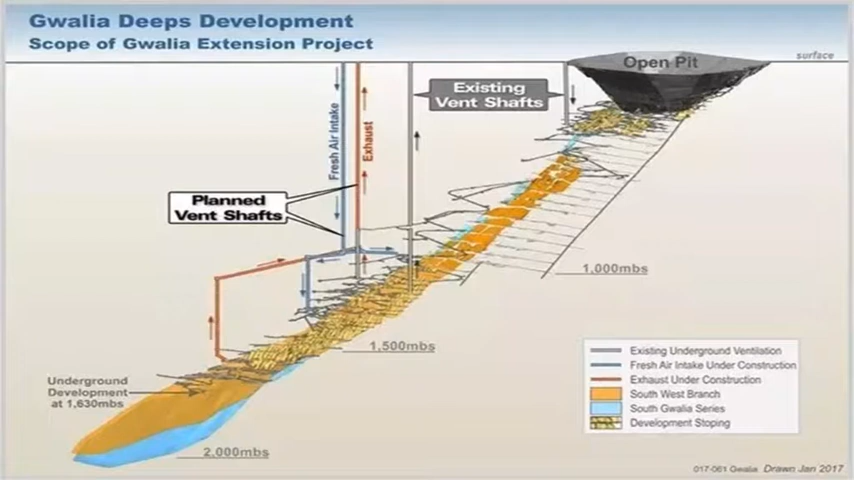 Gwalia Deeps Development
Scope of Gwalia Extension Project
surface
Open Pit
Existing
Vent Shafts
Fresh Air Intake
Exhaust
Planned
Vent Shafts
1,000mbs
1,500mbs
Underground
Development
at 1,630mbs
2,000mbs
Existing Underground Ventilation
Fresh Air Intake Under Construction
Exhaust Under Construction
South West Branch
South Gwalia Series
Development Stoping
017-061 Gwalia Drawn Jan 2017